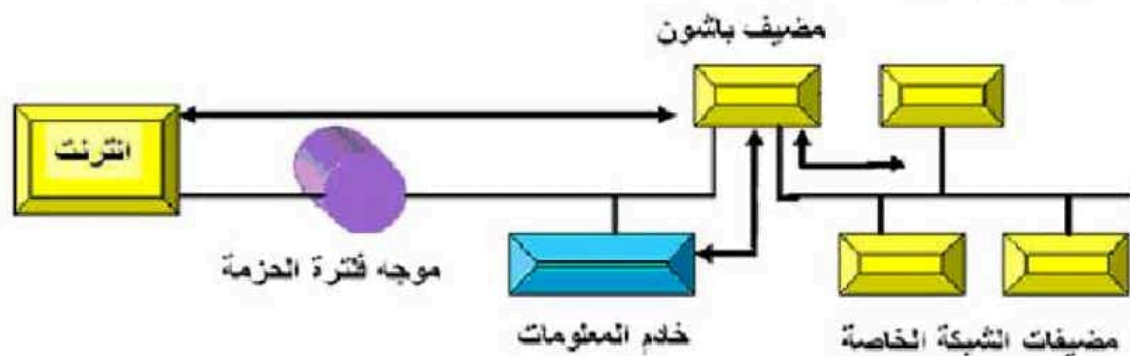 مضيف باشون
انترنت
موجه فلترة الحزمة
خادم المعلومات
مضيفات الشبكة الخاصة